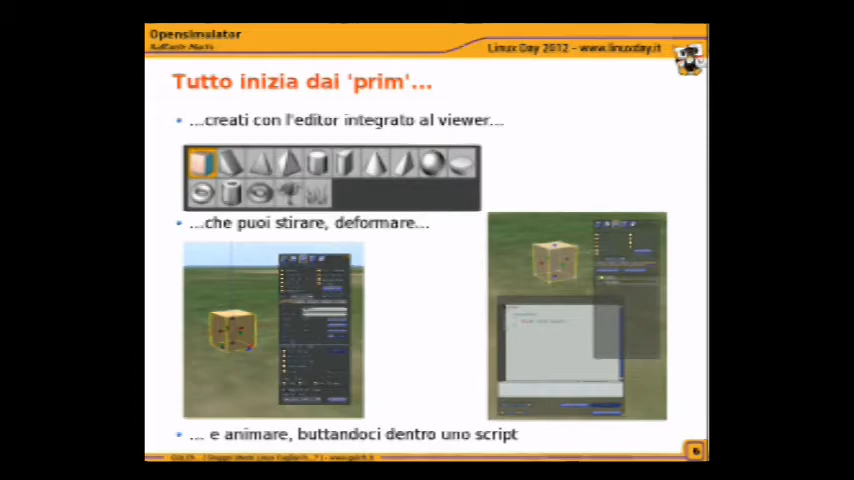 Opensimulator
Linux Day 2012 - www.linuxday.it
Tutto inizia dai 'prim'...
...creati con l'editor integrato al viewer...
...che puoi stirare, deformare...
... e animare, buttandoci dentro uno script
6